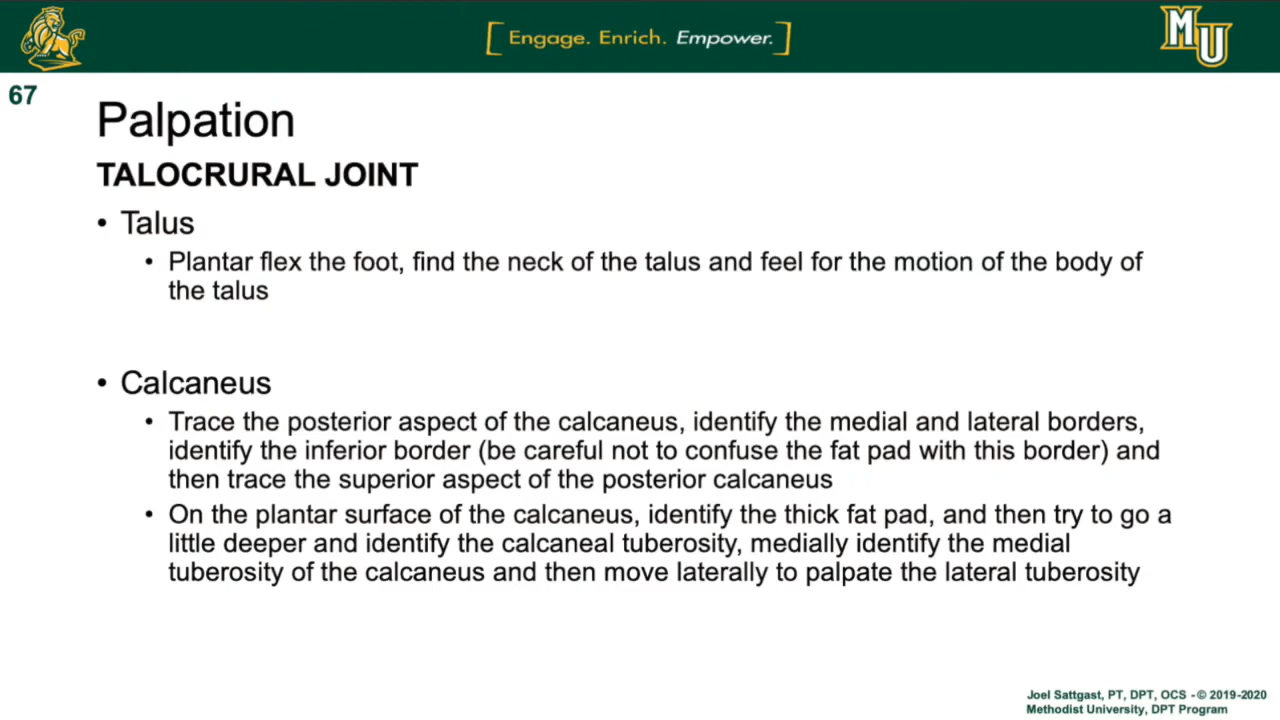 [Engage. Enrich. Empower.]
MU
67
Palpation
TALOCRURAL JOINT
• Talus
• Plantar flex the foot, find the neck of the talus and feel for the motion of the body of
the talus
• Calcaneus
• Trace the posterior aspect of the calcaneus, identify the medial and lateral borders,
identify the inferior border (be careful not to confuse the fat pad with this border) and
then trace the superior aspect of the posterior calcaneus
• On the plantar surface of the calcaneus, identify the thick fat pad, and then try to go a
little deeper and identify the calcaneal tuberosity, medially identify the medial
tuberosity of the calcaneus and then move laterally to palpate the lateral tuberosity
Joel Sattgast, PT, DPT, OCS - © 2019-2020
Methodist University, DPT Program